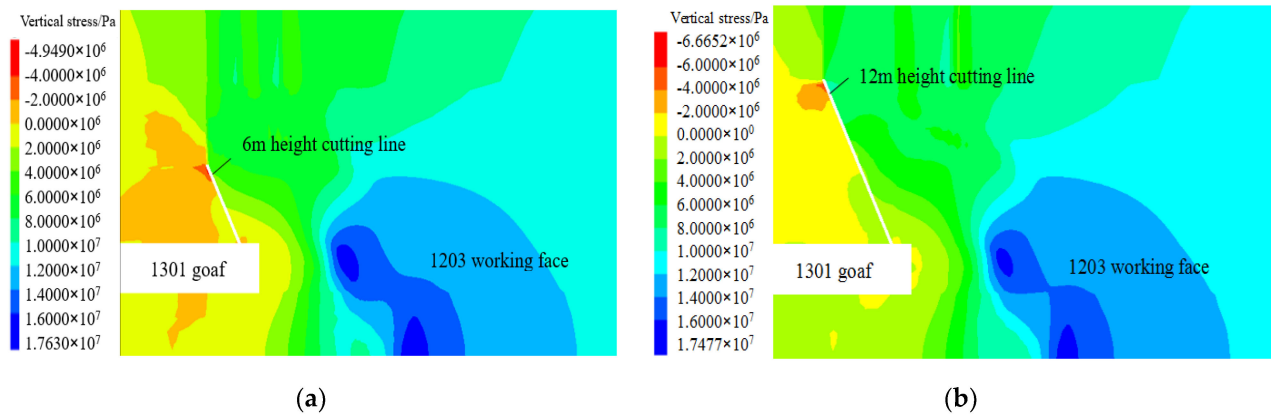 Vertical stress/Pa
-4.9490×10⁶
-4.0000×10⁶
-2.0000×10⁶
0.0000×10⁶
2.0000×10⁶
4.0000×10⁶
6.0000×10⁶
8.0000×10⁶
1.0000×10⁷
1.2000×10⁷
1.4000×10⁷
1.6000×10⁷
1.7630×10⁷
6m height cutting line
1301 goaf
1203 working face
(a)
Vertical stress/Pa
-6.6652×10⁶
-6.0000×10⁶
-4.0000×10⁶
-2.0000×10⁶
0.0000×10⁰
2.0000×10⁶
4.0000×10⁶
6.0000×10⁶
8.0000×10⁶
1.0000×10⁷
1.2000×10⁷
1.4000×10⁷
1.6000×10⁷
1.7477×10⁷
12m height cutting line
1301 goaf
1203 working face
(b)